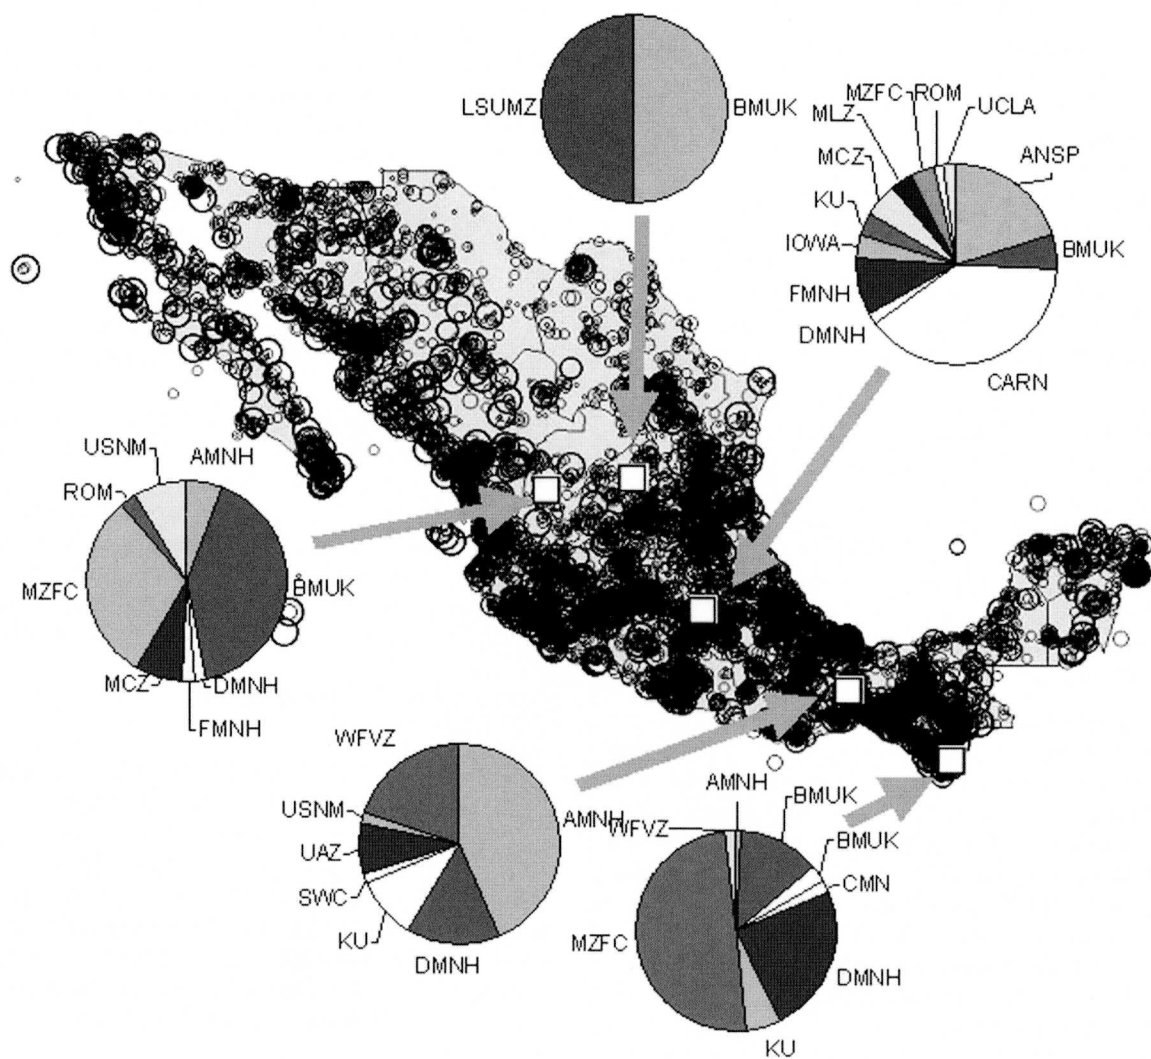 LSUMZ
BMUK
MZFC
ROM
UCLA
MLZ
ANSP
MCZ
KU
IOWA
BMUK
FMNH
DMNH
CARN
USNM
AMNH
ROM
MZFC
BMUK
MCZ
DMNH
FMNH
WFVZ
USNM
AMNH
UAZ
SWC
KU
DMNH
AMNH
BMUK
WFVZ
BMUK
CMN
MZFC
DMNH
KU